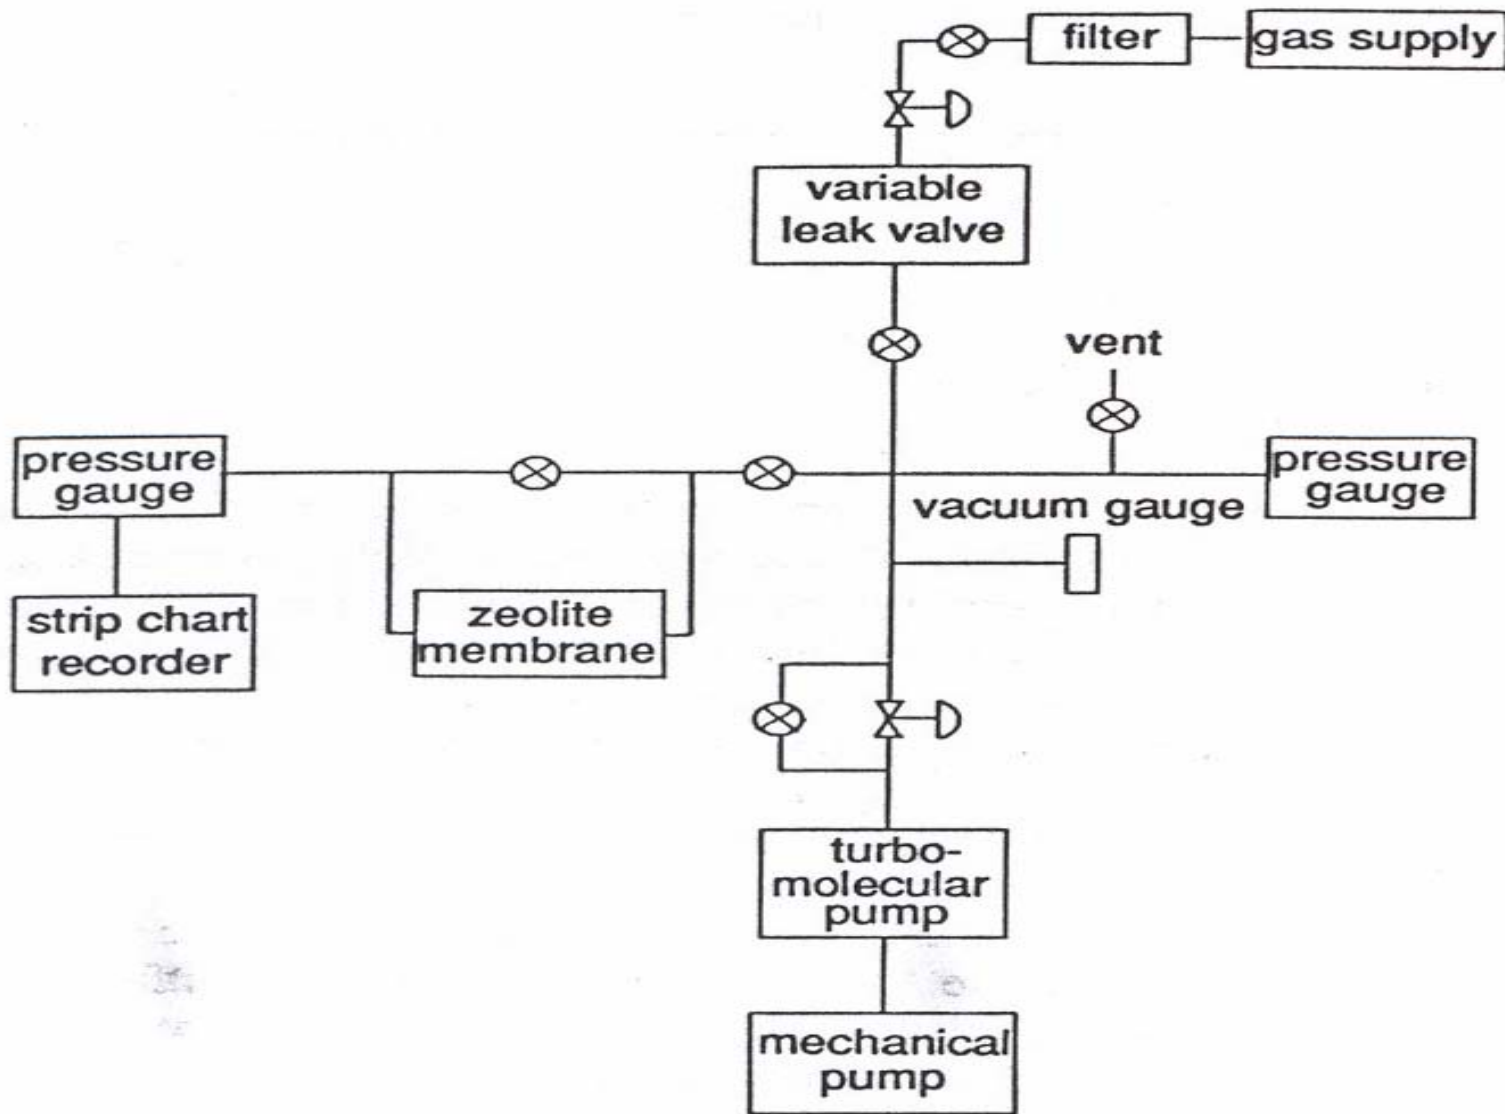 filter
gas supply
variable
leak valve
vent
pressure
gauge
pressure
gauge
vacuum gauge
strip chart
recorder
zeolite
membrane
turbo-
molecular
pump
mechanical
pump